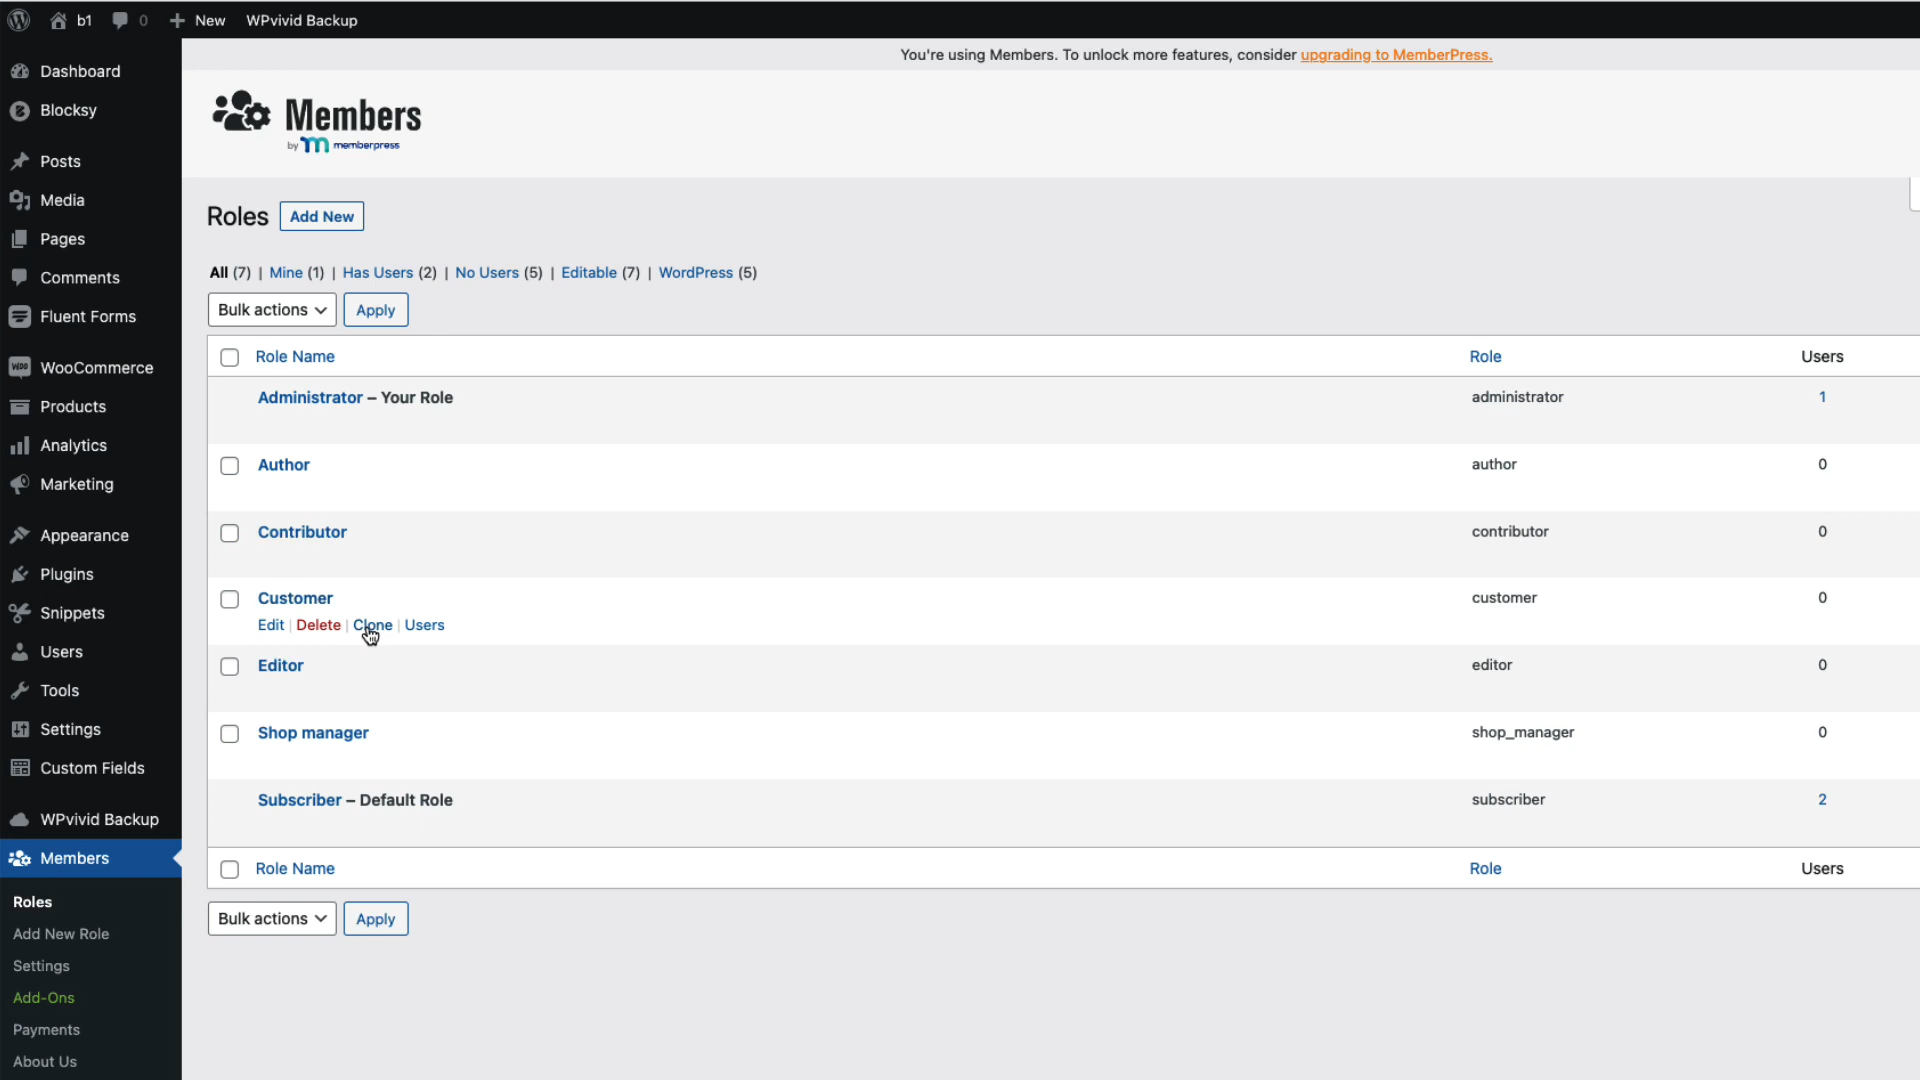 b1 0 New WPvivid Backup
You're using Members. To unlock more features, consider upgrading to MemberPress.
Dashboard
Blocksy
Posts
Media
Pages
Comments
Fluent Forms
WooCommerce
Products
Analytics
Marketing
Appearance
Plugins
Snippets
Users
Tools
Settings
Custom Fields
WPvivid Backup
Members
Roles
Add New Role
Settings
Add-Ons
Payments
About Us
Members
by m memberpress
Roles Add New
All (7) | Mine (1) | Has Users (2) | No Users (5) | Editable (7) | WordPress (5)
Bulk actions Apply
Role Name Role Users
Administrator – Your Role administrator 1
Author author 0
Contributor contributor 0
Customer customer 0
Edit | Delete | Clone | Users
Editor editor 0
Shop manager shop_manager 0
Subscriber – Default Role subscriber 2
Role Name Role Users
Bulk actions Apply